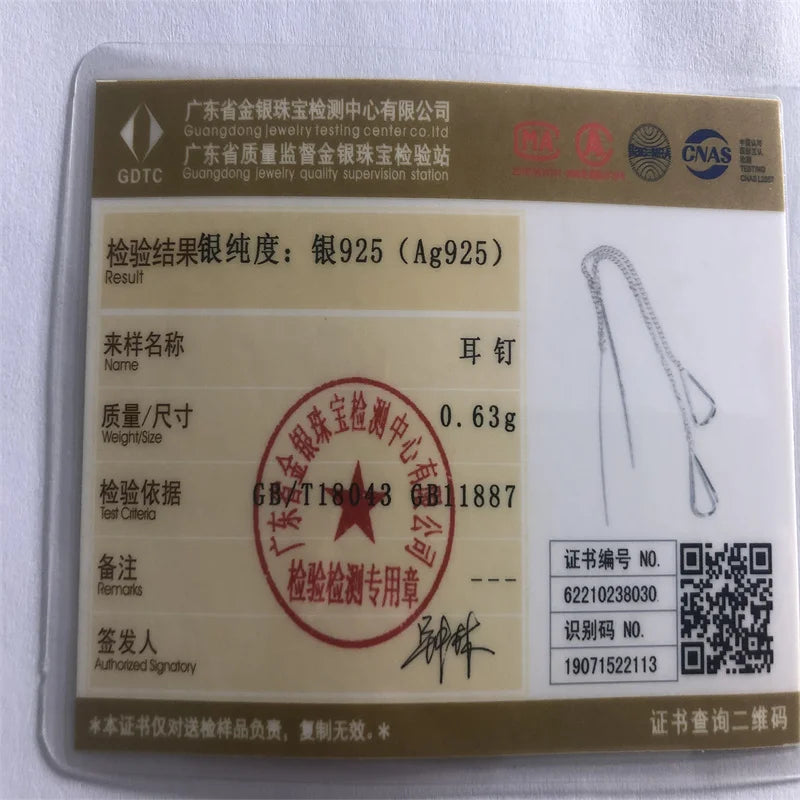 广东省金银珠宝检测中心有限公司
Guangdong jewelry testing center co.ltd
广东省质量监督金银珠宝检验站
Guangdong jewelry quality supervision station
GDTC
MA
CNAS
TESTING
检验结果 银纯度：银925（Ag925）
Result
来样名称 耳钉
Name
质量/尺寸 0.63g
Weight/Size
检验依据 GB/T18043 GB11887
Test Criteria
备注 ---
Remarks
签发人
Authorized Signatory
广东省金银珠宝检测中心有限公司
检验检测专用章
证书编号 NO.
62210238030
识别码 NO.
19071522113
*本证书仅对送检样品负责，复制无效。*
证书查询二维码